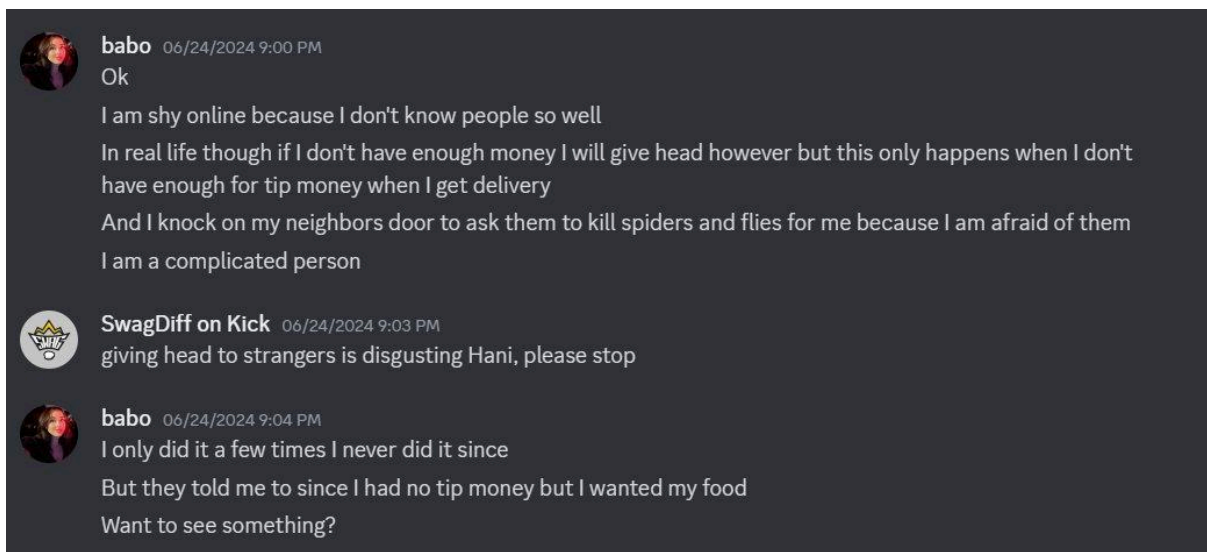 babo 06/24/2024 9:00 PM
Ok
I am shy online because I don't know people so well
In real life though if I don't have enough money I will give head however but this only happens when I don't
have enough for tip money when I get delivery
And I knock on my neighbors door to ask them to kill spiders and flies for me because I am afraid of them
I am a complicated person
SWAG
SwagDiff on Kick 06/24/2024 9:03 PM
giving head to strangers is disgusting Hani, please stop
babo 06/24/2024 9:04 PM
I only did it a few times I never did it since
But they told me to since I had no tip money but I wanted my food
Want to see something?